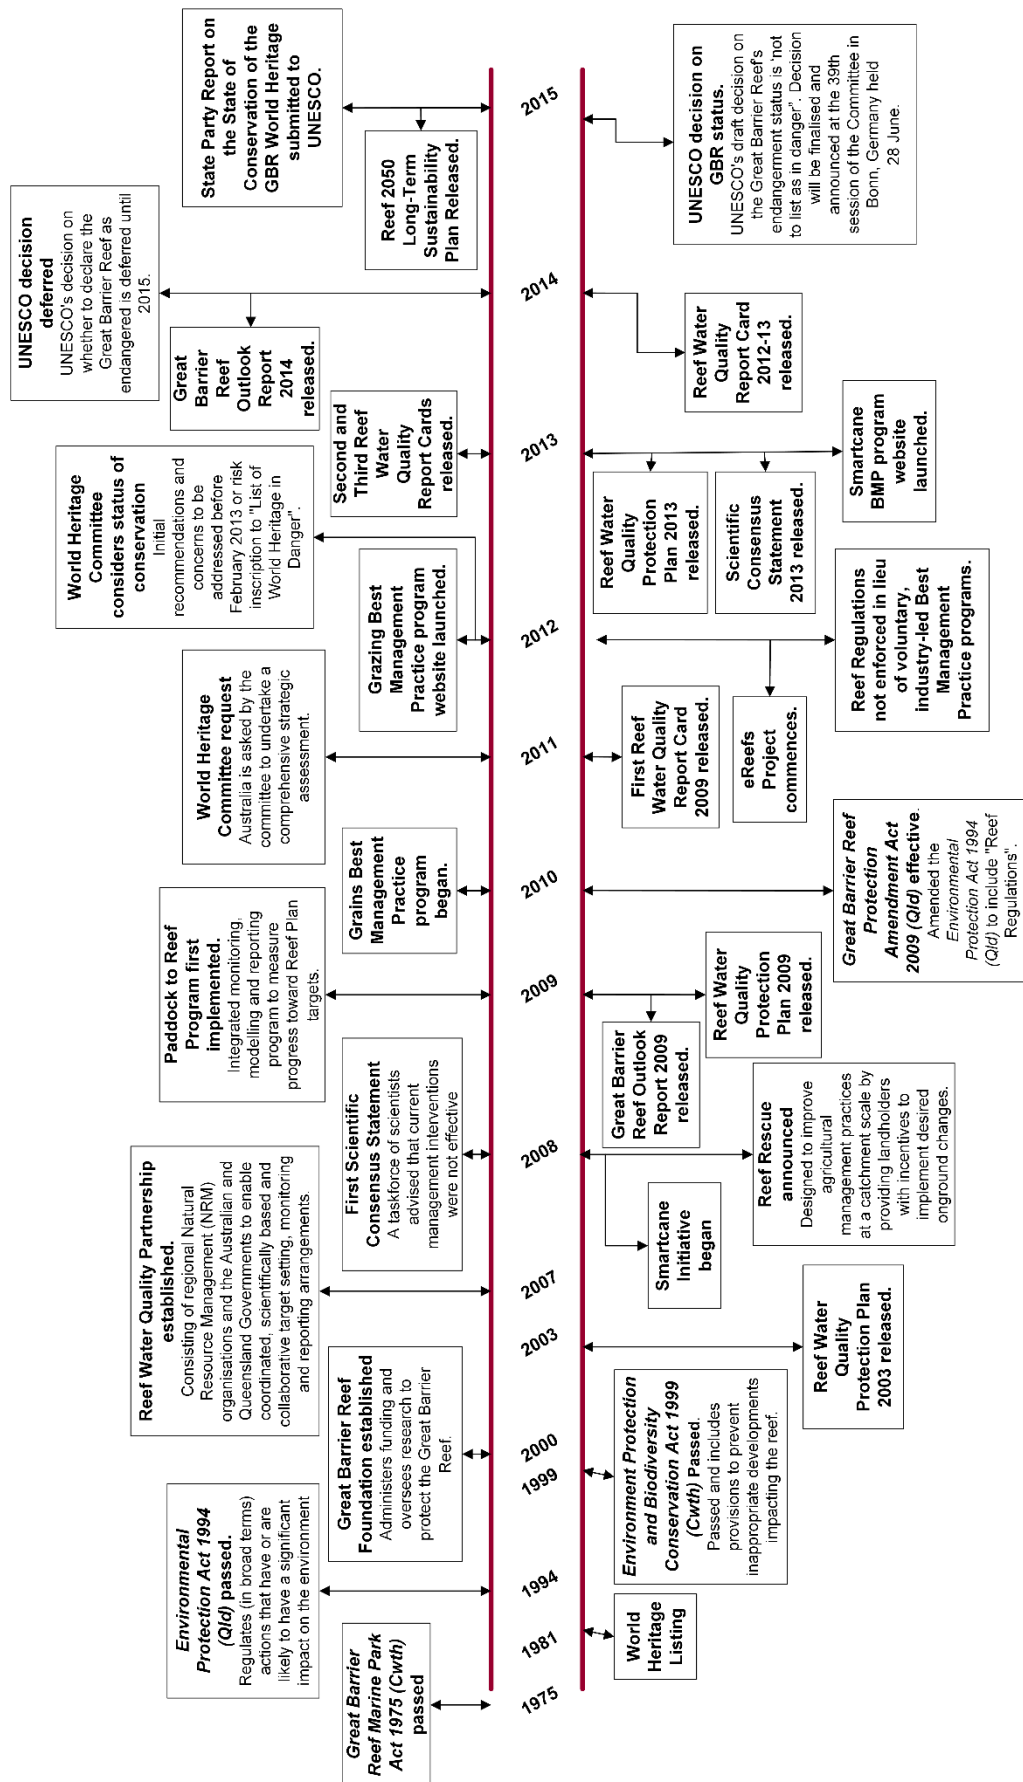 Great Barrier
Reef Marine Park
Act 1975 (Cwth)
passed
Environmental
Protection Act 1994
(Qld) passed.
Regulates (in broad terms)
actions that have or are
likely to have a significant
impact on the environment
Great Barrier Reef
Foundation established
Administers funding and
oversees research to
protect the Great Barrier
Reef.
Reef Water Quality Partnership
established.
Consisting of regional Natural
Resource Management (NRM)
organisations and the Australian and
Queensland Governments to enable
coordinated, scientifically based and
collaborative target setting, monitoring
and reporting arrangements.
First Scientific
Consensus Statement
A taskforce of scientists
advised that current
management interventions
were not effective
Paddock to Reef
Program first
implemented.
Integrated monitoring,
modelling and reporting
program to measure
progress toward Reef Plan
targets.
Grains Best
Management
Practice
program
began.
World Heritage
Committee request
Australia is asked by the
committee to undertake a
comprehensive strategic
assessment.
Grazing Best
Management
Practice program
website launched.
World Heritage
Committee
considers status of
conservation
Initial
recommendations and
concerns to be
addressed before
February 2013 or risk
inscription to "List of
World Heritage in
Danger".
Second and
Third Reef
Water
Quality
Report Cards
released.
UNESCO decision
deferred
UNESCO's decision on
whether to declare the
Great Barrier Reef as
endangered is deferred until
2015.
Great
Barrier
Reef
Outlook
Report
2014
released.
State Party Report on
the State of
Conservation of the
GBR World Heritage
submitted to
UNESCO.
Reef 2050
Long-Term
Sustainability
Plan Released.
1975
1981
1994
1999
2000
2003
2007
2008
2009
2010
2011
2012
2013
2014
2015
World
Heritage
Listing
Environment Protection
and Biodiversity
Conservation Act 1999
(Cwth) Passed.
Passed and includes
provisions to prevent
inappropriate developments
impacting the reef.
Reef Water
Quality
Protection Plan
2003 released.
Smartcane
Initiative
began
Reef Rescue
announced
Designed to improve
agricultural
management practices
at a catchment scale by
providing landholders
with incentives to
implement desired
onground changes.
Great Barrier
Reef Outlook
Report 2009
released.
Reef Water
Quality
Protection
Plan 2009
released.
Great Barrier Reef
Protection
Amendment Act
2009 (Qld) effective.
Amended the
Environmental
Protection Act 1994
(Qld) to include "Reef
Regulations".
First Reef
Water Quality
Report Card
2009 released.
eReefs
Project
commences.
Reef Regulations
not enforced in lieu
of voluntary,
industry-led Best
Management
Practice programs.
Reef Water
Quality
Protection
Plan 2013
released.
Scientific
Consensus
Statement
2013 released.
Smartcane
BMP program
website
launched.
Reef Water
Quality
Report Card
2012-13
released.
UNESCO decision on
GBR status.
UNESCO's draft decision on
the Great Barrier Reef's
endangerment status is 'not
to list as in danger". Decision
will be finalised and
announced at the 39th
session of the Committee in
Bonn, Germany held
28 June.